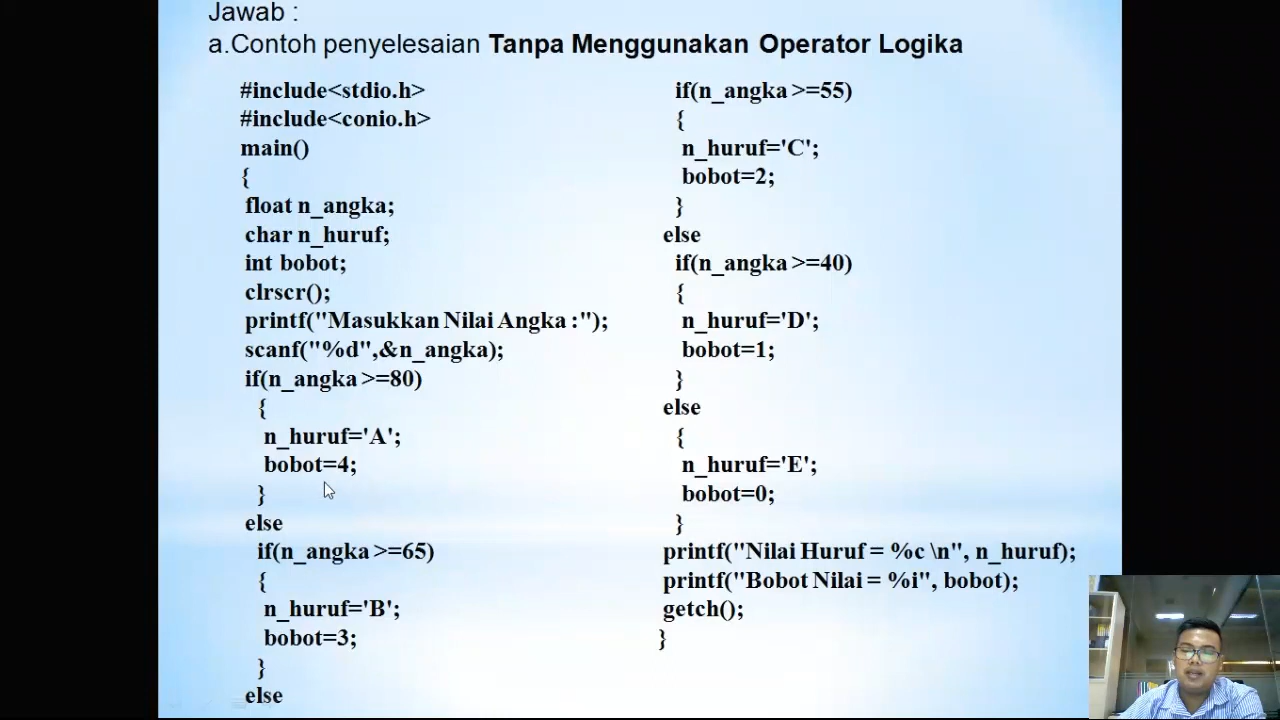 Jawab :
a.Contoh penyelesaian Tanpa Menggunakan Operator Logika
#include<stdio.h>
#include<conio.h>
main()
{
float n_angka;
char n_huruf;
int bobot;
clrscr();
printf("Masukkan Nilai Angka :");
scanf("%d",&n_angka);
if(n_angka >=80)
{
n_huruf='A';
bobot=4;
}
else
if(n_angka >=65)
{
n_huruf='B';
bobot=3;
}
else
if(n_angka >=55)
{
n_huruf='C';
bobot=2;
}
else
if(n_angka >=40)
{
n_huruf='D';
bobot=1;
}
else
{
n_huruf='E';
bobot=0;
}
printf("Nilai Huruf = %c \n", n_huruf);
printf("Bobot Nilai = %i", bobot);
getch();
}